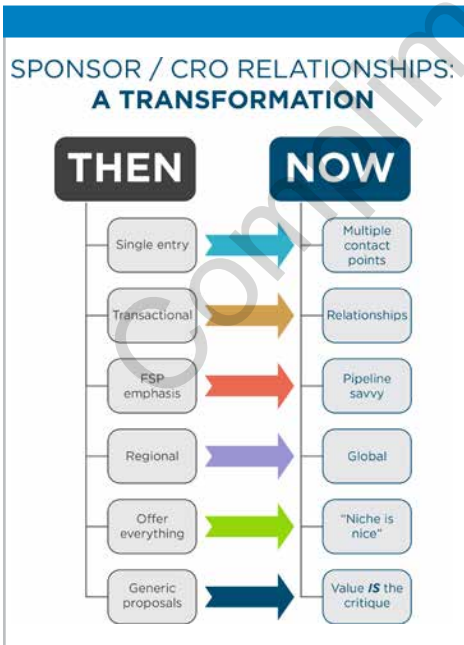 SPONSOR / CRO RELATIONSHIPS:
A TRANSFORMATION
THEN
NOW
Single entry
Multiple
contact
points
Transactional
Relationships
FSP
emphasis
Pipeline
savvy
Regional
Global
Offer
everything
“Niche is
nice”
Generic
proposals
Value IS the
critique